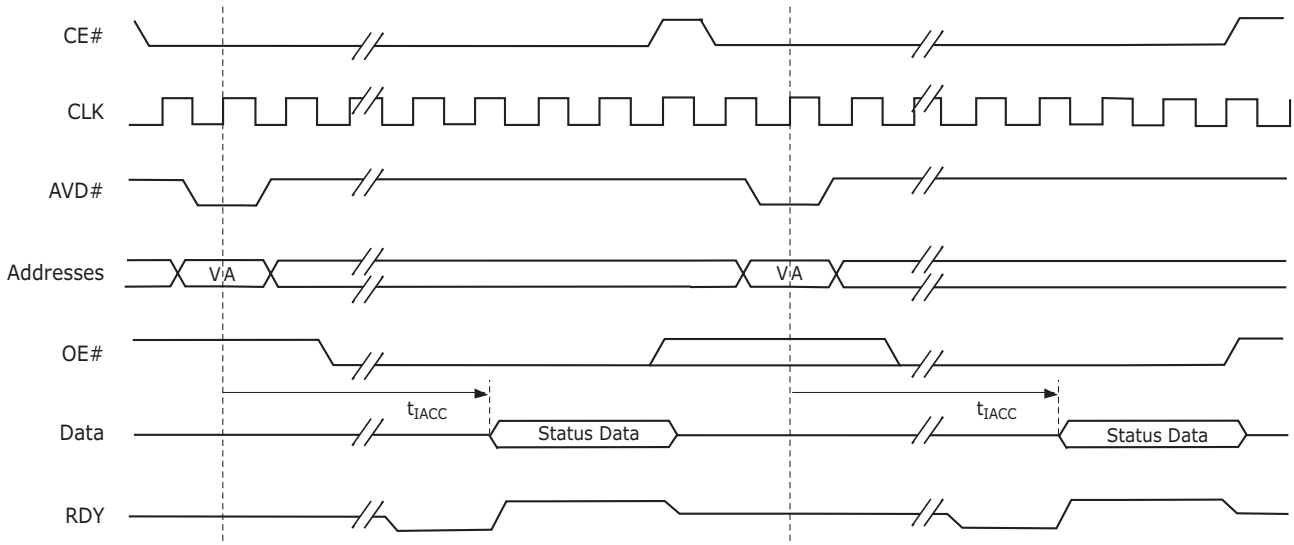 CE#
CLK
AVD#
Addresses
VA
VA
OE#
tIACC
tIACC
Data
Status Data
Status Data
RDY